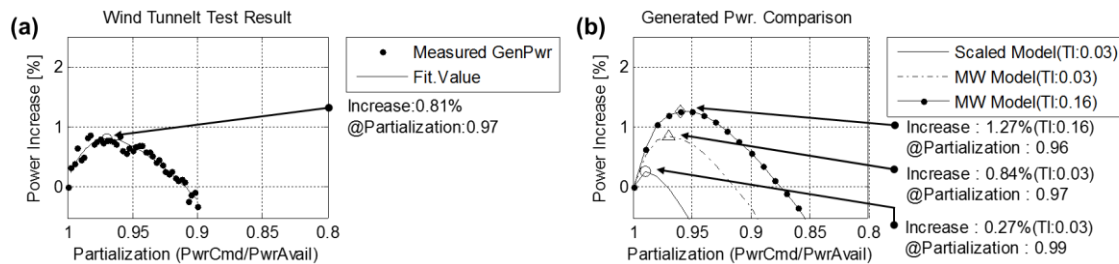 (a)
Wind Tunnelt Test Result
Power Increase [%]
2
1
0
1
0.95
0.9
0.85
0.8
Partialization (PwrCmd/PwrAvail)
Measured GenPwr
Fit.Value
Increase:0.81%
@Partialization:0.97
(b)
Generated Pwr. Comparison
Power Increase [%]
2
1
0
1
0.95
0.9
0.85
0.8
Partialization (PwrCmd/PwrAvail)
Scaled Model(TI:0.03)
MW Model(TI:0.03)
MW Model(TI:0.16)
Increase : 1.27%(TI:0.16)
@Partialization : 0.96
Increase : 0.84%(TI:0.03)
@Partialization : 0.97
Increase : 0.27%(TI:0.03)
@Partialization : 0.99